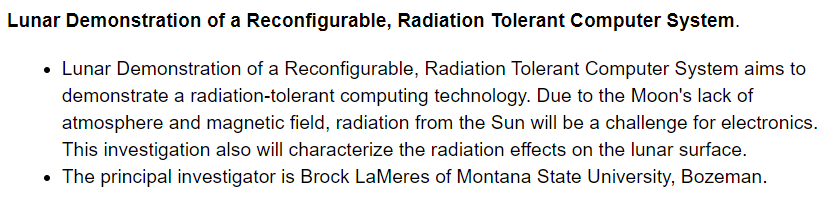 Lunar Demonstration of a Reconfigurable, Radiation Tolerant Computer System.
• Lunar Demonstration of a Reconfigurable, Radiation Tolerant Computer System aims to
demonstrate a radiation-tolerant computing technology. Due to the Moon's lack of
atmosphere and magnetic field, radiation from the Sun will be a challenge for electronics.
This investigation also will characterize the radiation effects on the lunar surface.
• The principal investigator is Brock LaMeres of Montana State University, Bozeman.